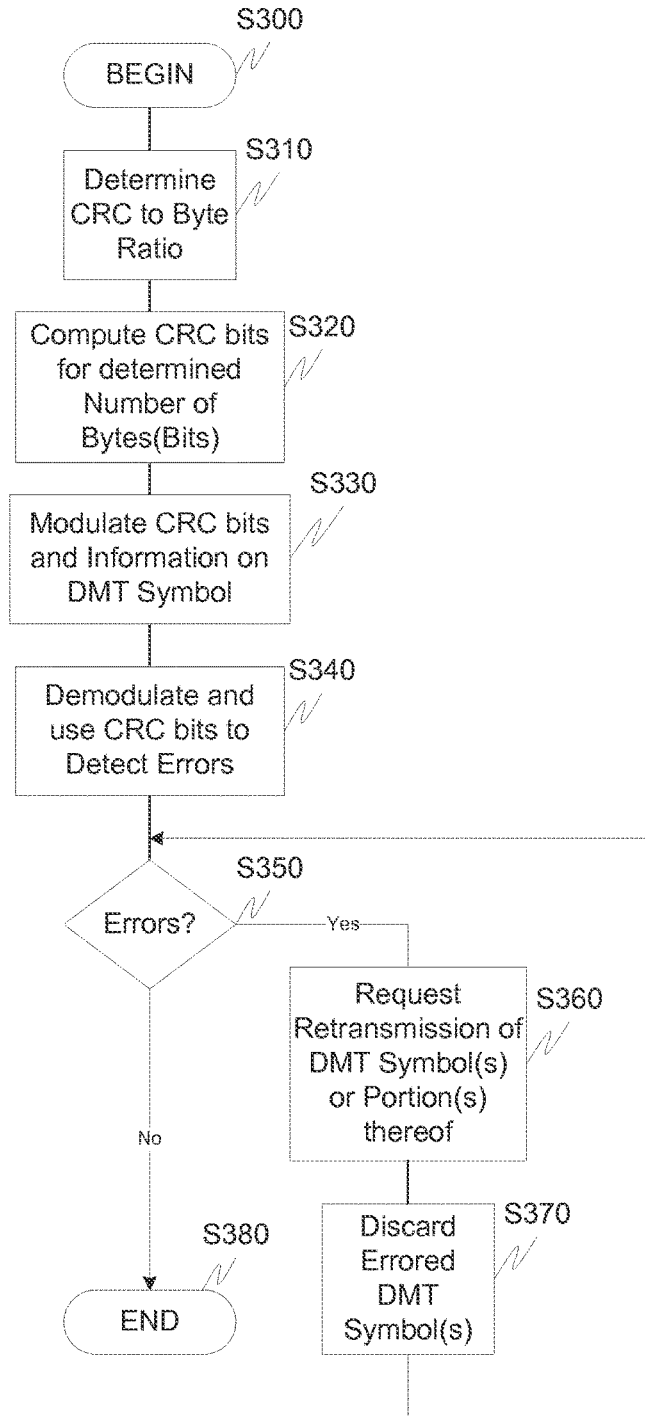 S300
BEGIN
S310
Determine
CRC to Byte
Ratio
S320
Compute CRC bits
for determined
Number of
Bytes(Bits)
S330
Modulate CRC bits
and Information on
DMT Symbol
S340
Demodulate and
use CRC bits to
Detect Errors
S350
Errors?
Yes
S360
Request
Retransmission of
DMT Symbol(s)
or Portion(s)
thereof
No
S370
Discard
Errored
DMT
Symbol(s)
S380
END